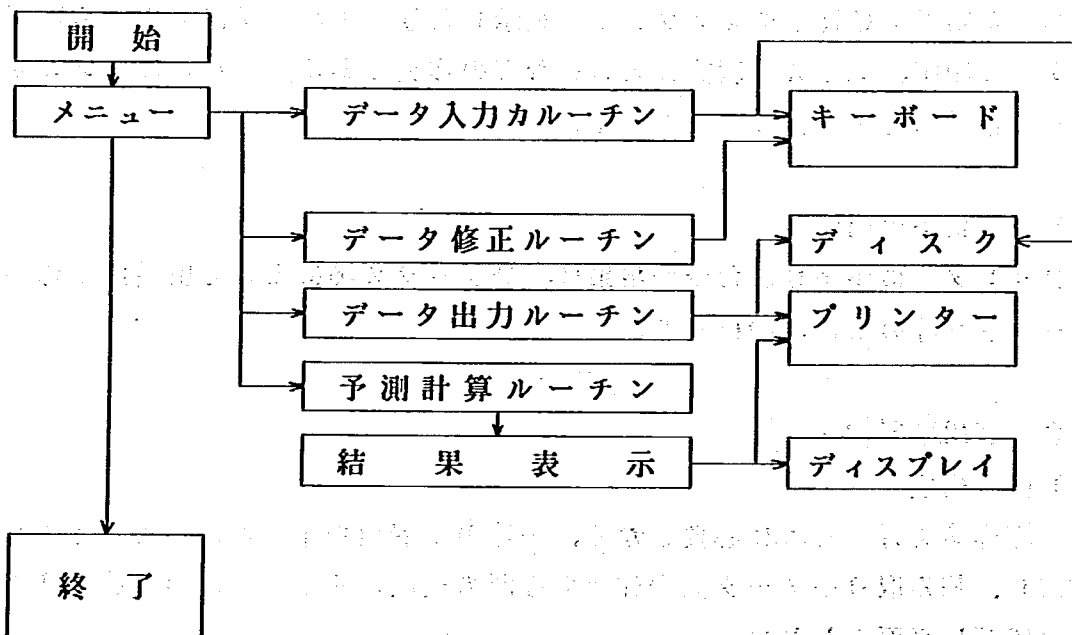 開始
メニュー
データ入力カルーチン
キーボード
データ修正ルーチン
ディスク
データ出力ルーチン
プリンター
予測計算ルーチン
結果表示
ディスプレイ
終了